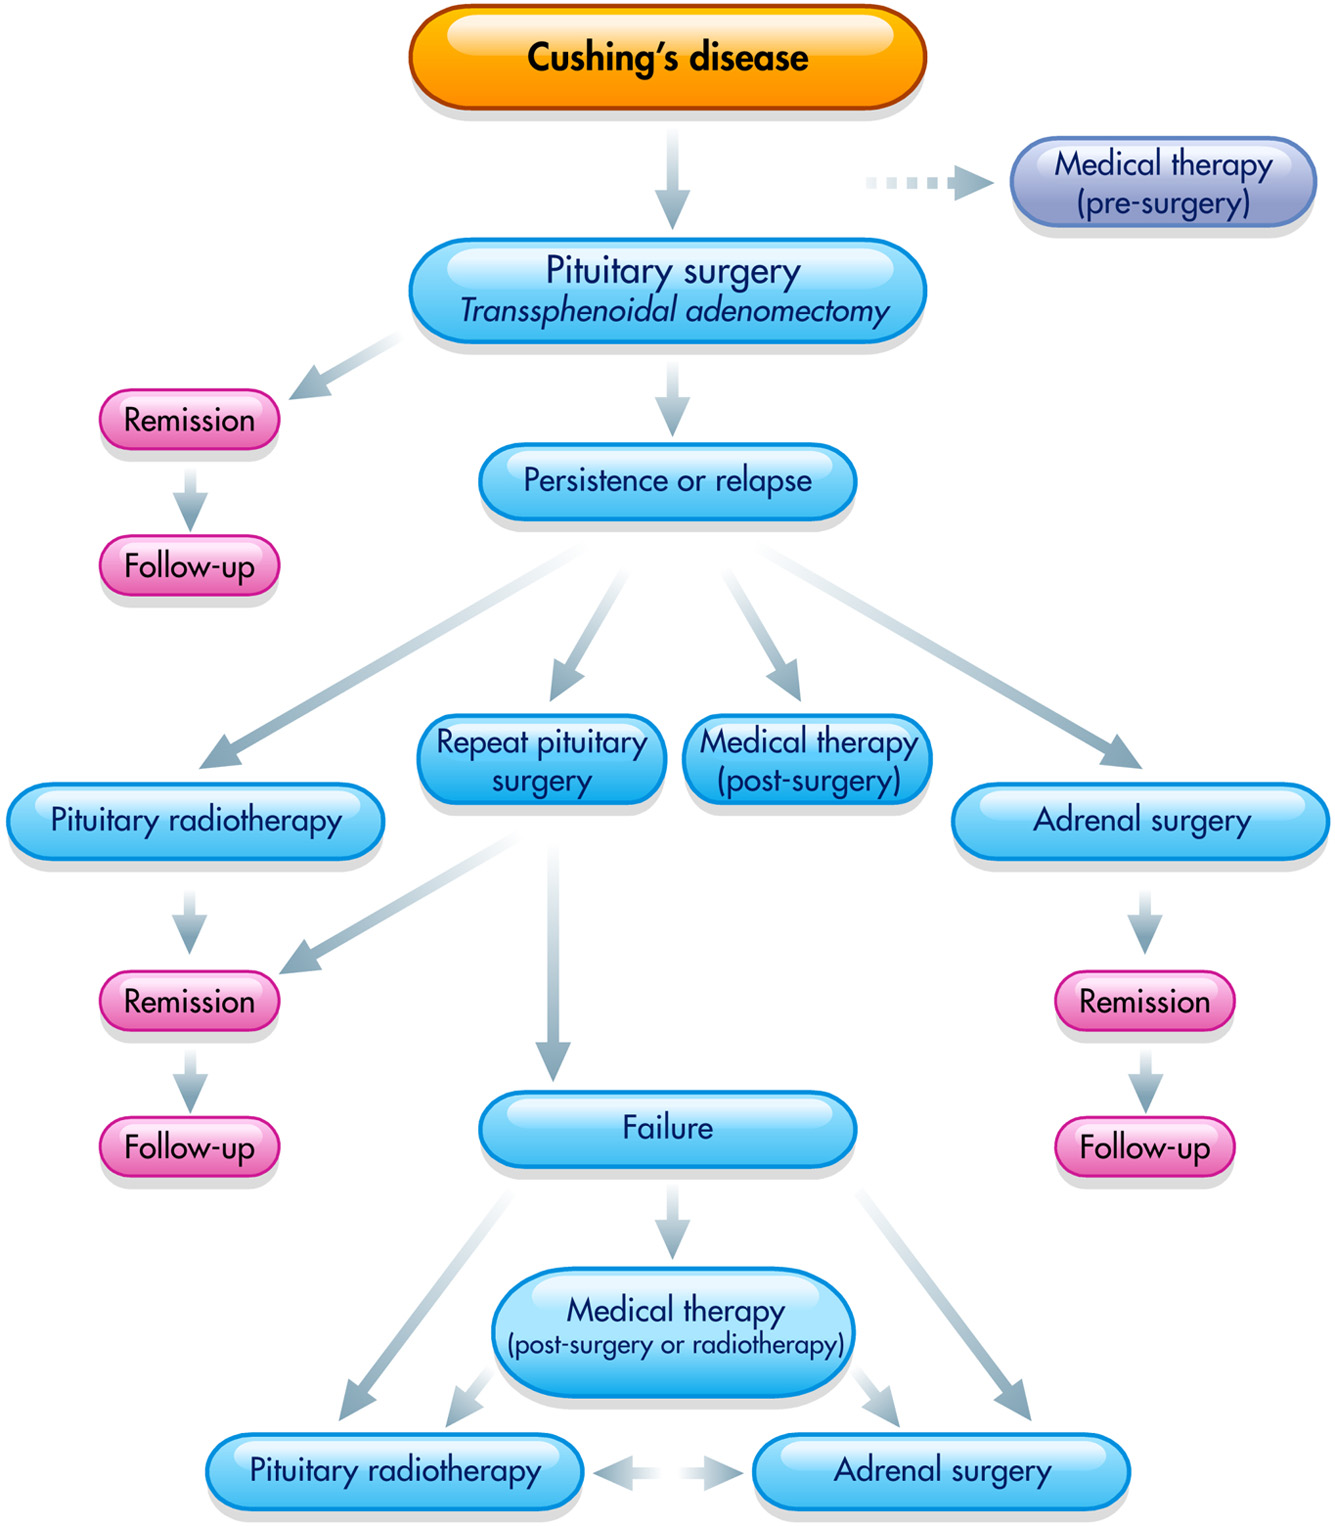 Cushing’s disease
Medical therapy
(pre-surgery)
Pituitary surgery
Transsphenoidal adenomectomy
Remission
Follow-up
Persistence or relapse
Pituitary radiotherapy
Repeat pituitary
surgery
Medical therapy
(post-surgery)
Adrenal surgery
Remission
Follow-up
Remission
Follow-up
Failure
Medical therapy
(post-surgery or radiotherapy)
Pituitary radiotherapy
Adrenal surgery